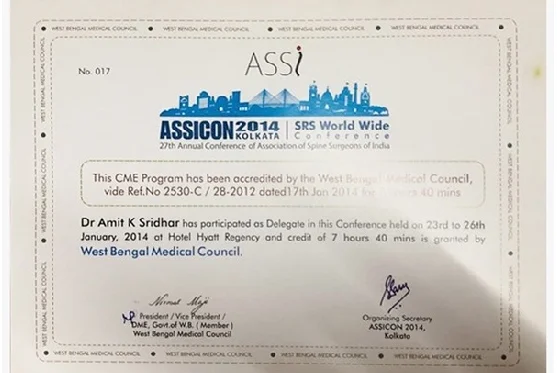 WEST BENGAL MEDICAL COUNCIL
ASSi
No. 017
ASSICON 2014 KOLKATA | SRS World Wide Conference
27th Annual Conference of Association of Spine Surgeons of India
This CME Program has been accredited by the West Bengal Medical Council,
vide Ref.No 2530-C / 2B-2012 dated17th Jan 2014 for hours 40 mins
Dr Amit K Sridhar has participated as Delegate in this Conference held on 23rd to 26th
January, 2014 at Hotel Hyatt Regency and credit of 7 hours 40 mins is granted by
West Bengal Medical Council.
President /Vice President /
DME, Govt.of W.B. ( Member )
West Bengal Medical Council
Organising Secretary
ASSICON 2014,
Kolkata